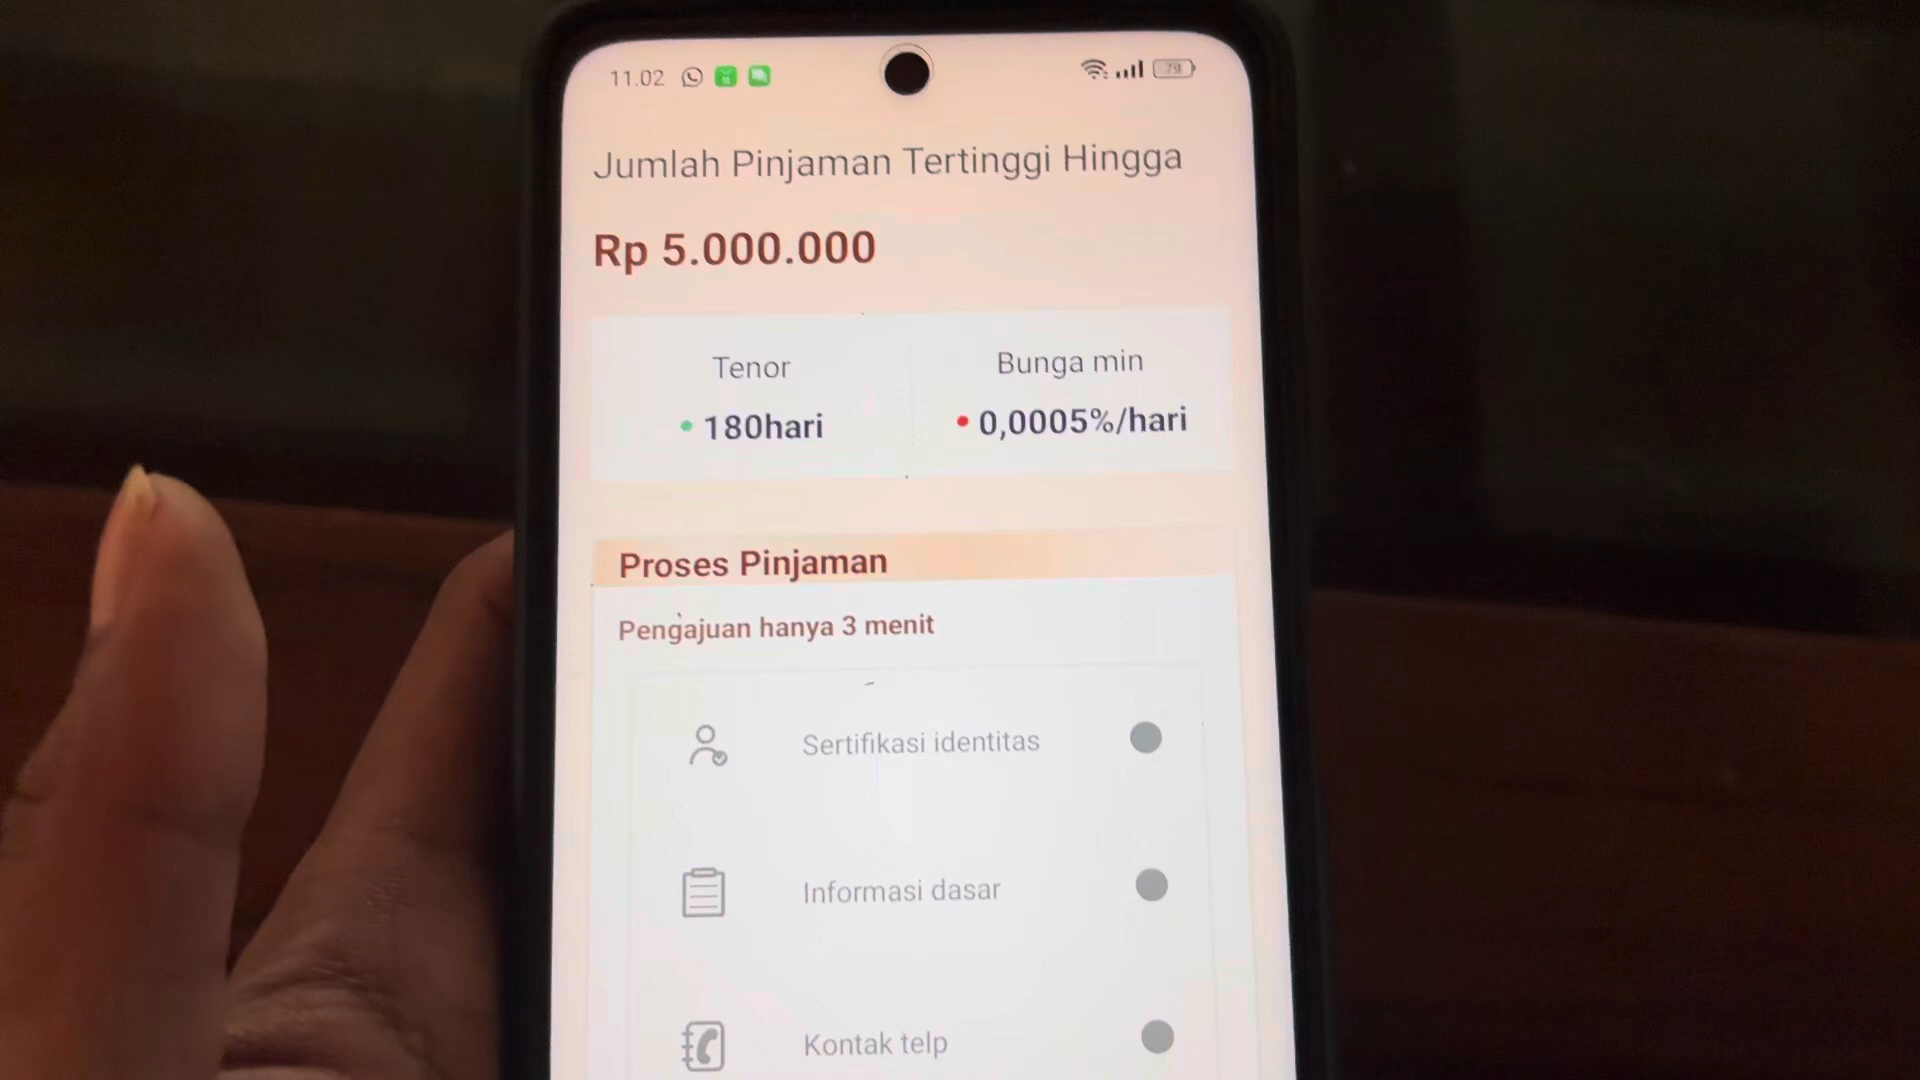 11.02
79
Jumlah Pinjaman Tertinggi Hingga
Rp 5.000.000
Tenor
Bunga min
180hari
0,0005%/hari
Proses Pinjaman
Pengajuan hanya 3 menit
Sertifikasi identitas
Informasi dasar
Kontak telp